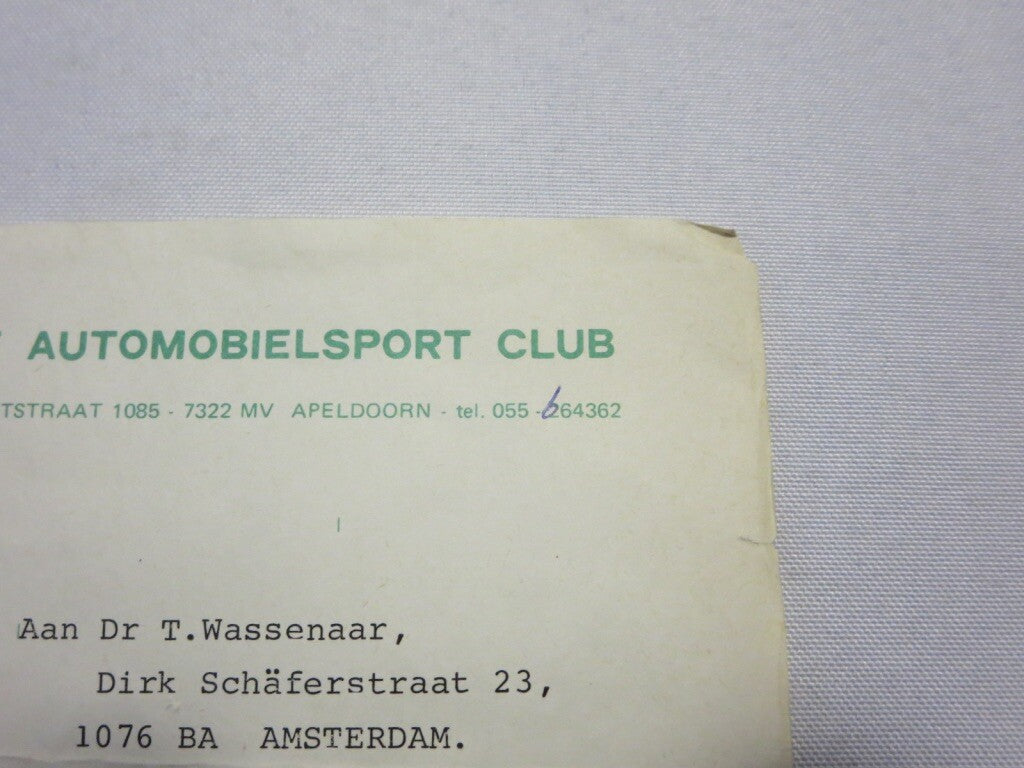 AUTOMOBIELSPORT CLUB
TSTRAAT 1085 - 7322 MV APELDOORN - tel. 055 - 664362
Aan Dr T.Wassenaar,
Dirk Schäferstraat 23,
1076 BA AMSTERDAM.